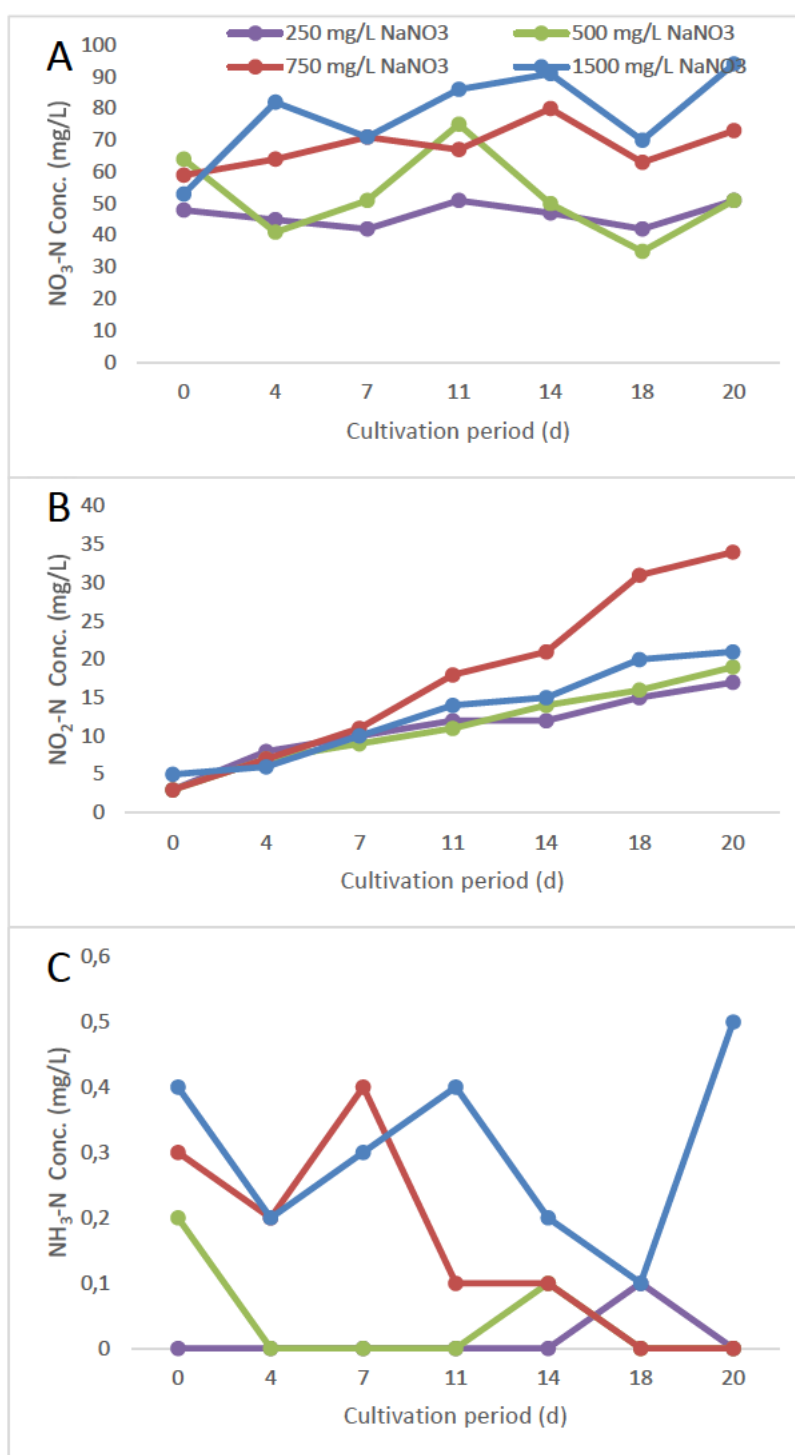 A
250 mg/L NaNO3
500 mg/L NaNO3
750 mg/L NaNO3
1500 mg/L NaNO3
NO₃-N Conc. (mg/L)
100
90
80
70
60
50
40
30
20
10
0
0 4 7 11 14 18 20
Cultivation period (d)
B
NO₂-N Conc. (mg/L)
40
35
30
25
20
15
10
5
0
0 4 7 11 14 18 20
Cultivation period (d)
C
NH₃-N Conc. (mg/L)
0,6
0,5
0,4
0,3
0,2
0,1
0
0 4 7 11 14 18 20
Cultivation period (d)